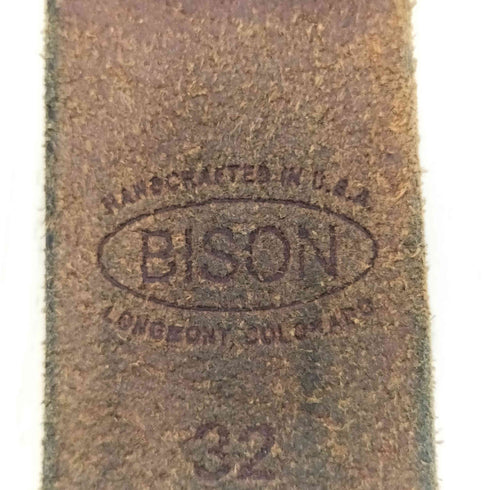 HANDCRAFTED IN U.S.A.
BISON
LONGMONT, COLORADO
32